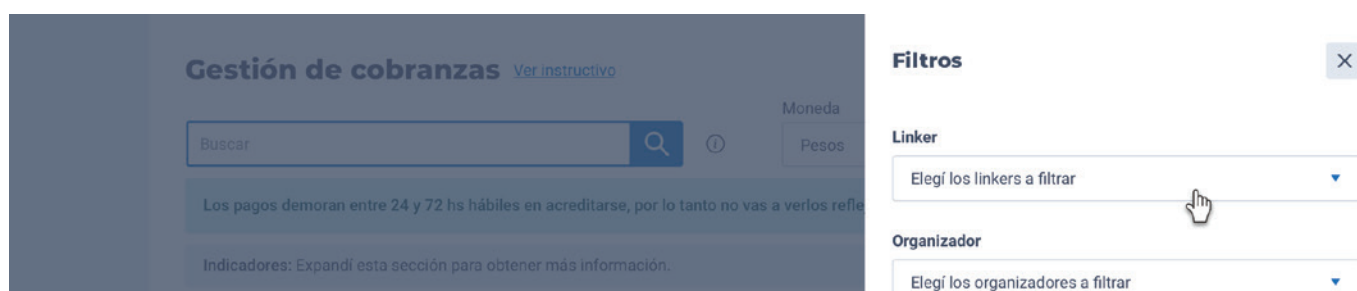 Gestión de cobranzas Ver instructivo
Moneda
Buscar
Pesos
Los pagos demoran entre 24 y 72 hs hábiles en acreditarse, por lo tanto no vas a verlos refle
Indicadores: Expandí esta sección para obtener más información.
Filtros
Linker
Elegí los linkers a filtrar
Organizador
Elegí los organizadores a filtrar